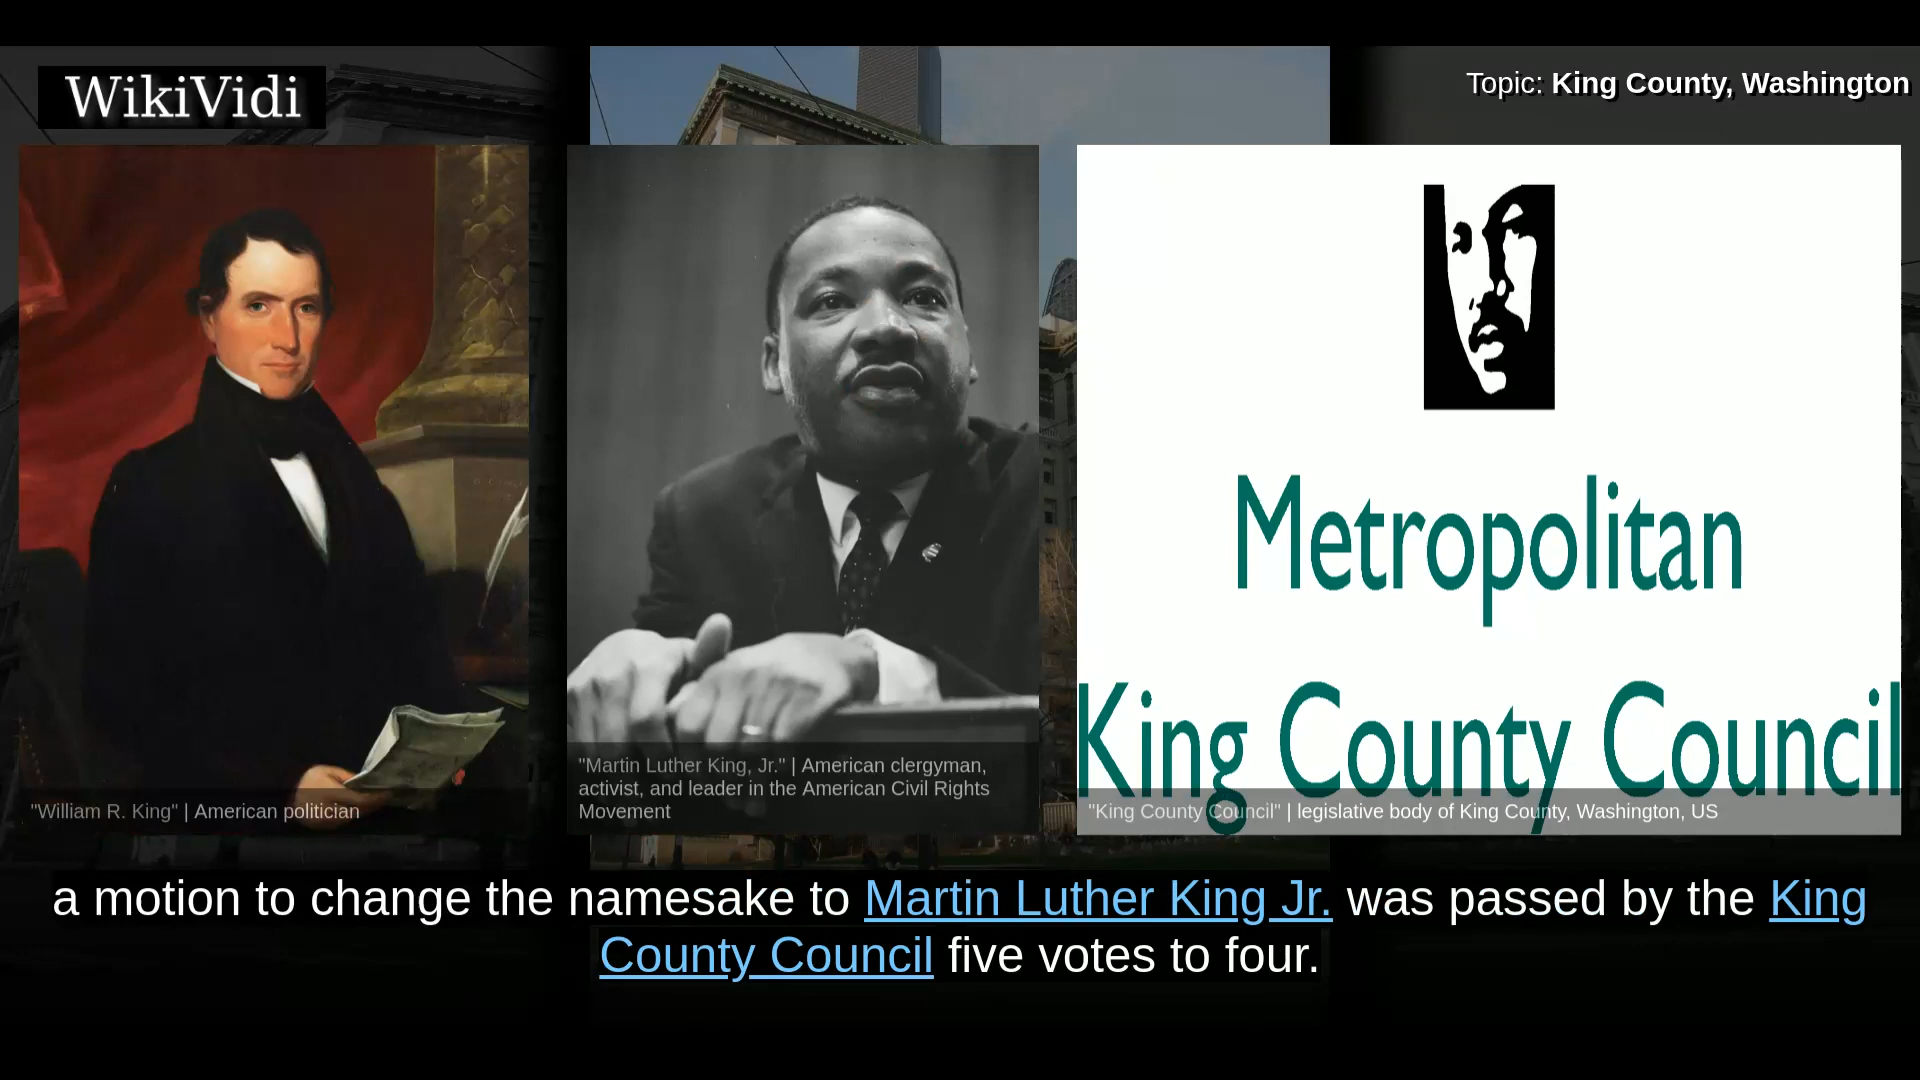 WikiVidi
Topic: King County, Washington
Metropolitan
King County Council
"William R. King" | American politician
"Martin Luther King, Jr." | American clergyman,
activist, and leader in the American Civil Rights
Movement
"King County Council" | legislative body of King County, Washington, US
a motion to change the namesake to Martin Luther King Jr. was passed by the King
County Council five votes to four.